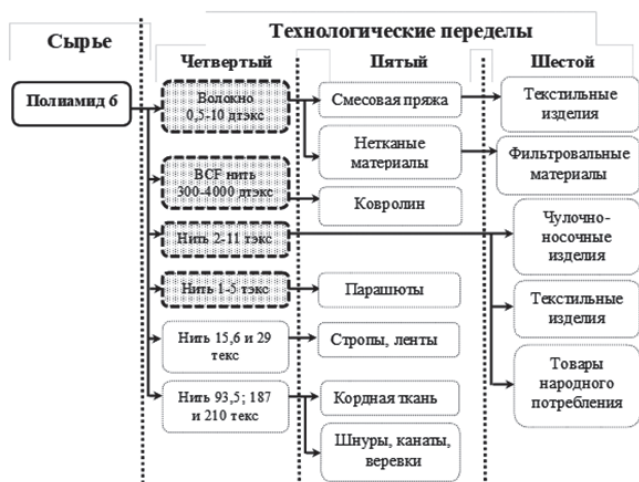 Технологические переделы
Сырье
Четвертый
Пятый
Шестой
Полиамид 6
Волокно
0,5-10 дтэкс
Смесовая пряжа
Текстильные
изделия
Нетканые
материалы
Фильтровальные
материалы
BCF нить
300-4000 дтэкс
Ковролин
Чулочно-
носочные
изделия
Нить 2-11 тэкс
Нить 1-5 тэкс
Парашюты
Текстильные
изделия
Нить 15,6 и 29
текс
Стропы, ленты
Товары
народного
потребления
Нить 93,5; 187
и 210 текс
Кордная ткань
Шнуры, канаты,
веревки